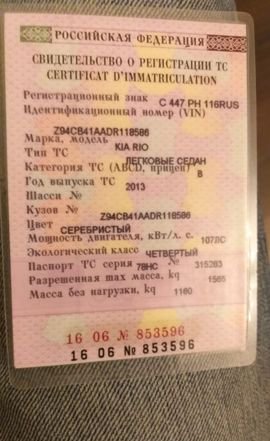 РОССИЙСКАЯ ФЕДЕРАЦИЯ
СВИДЕТЕЛЬСТВО О РЕГИСТРАЦИИ ТС
CERTIFICAT D'IMMATRICULATION
Регистрационный знак С 447 РН 116RUS
Идентификационный номер (VIN)
Z94CB41AADR118586
Марка, модель KIA RIO
Тип ТС ЛЕГКОВЫЕ СЕДАН
Категория ТС (ABCD, прицеп) B
Год выпуска ТС 2013
Шасси №
Кузов № Z94CB41AADR118586
Цвет СЕРЕБРИСТЫЙ
Мощность двигателя, кВт/л. с. 107ЛС
Экологический класс ЧЕТВЕРТЫЙ
Паспорт ТС серия 78НС № 315263
Разрешенная max масса, kg 1565
Масса без нагрузки, kg 1160
16 06 № 853596
16 06 № 853596